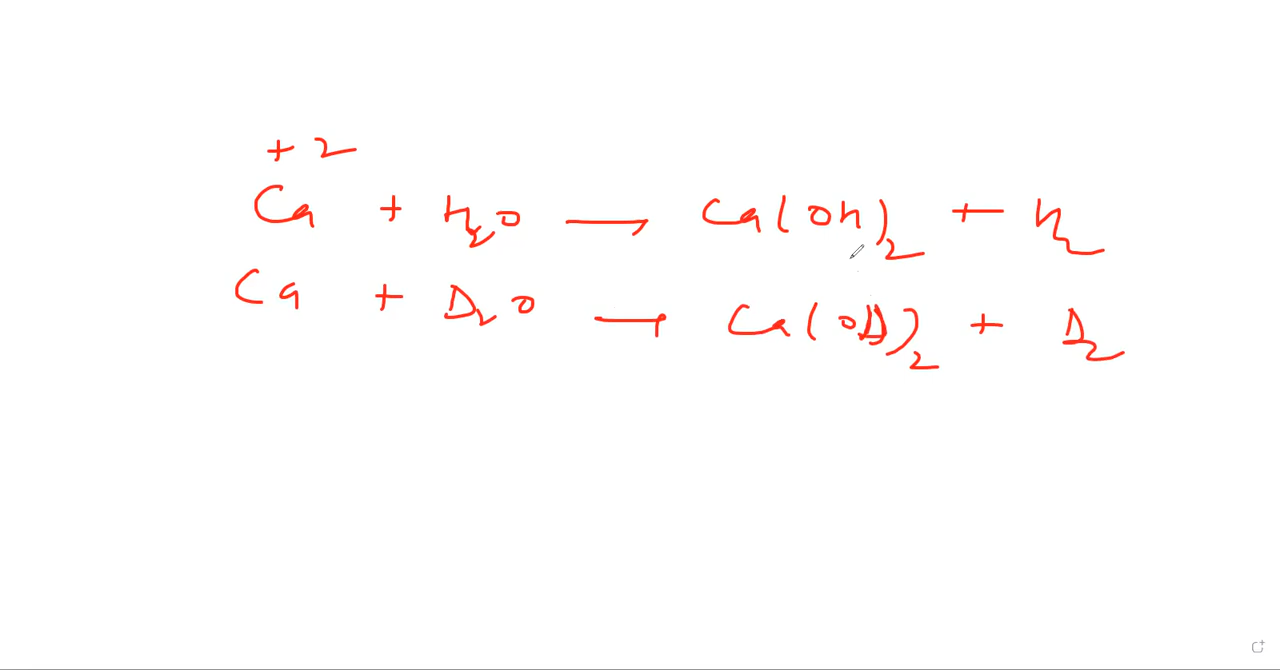 +2
Ca + H₂O → Ca(OH)₂ + H₂
Ca + D₂O → Ca(OD)₂ + D₂